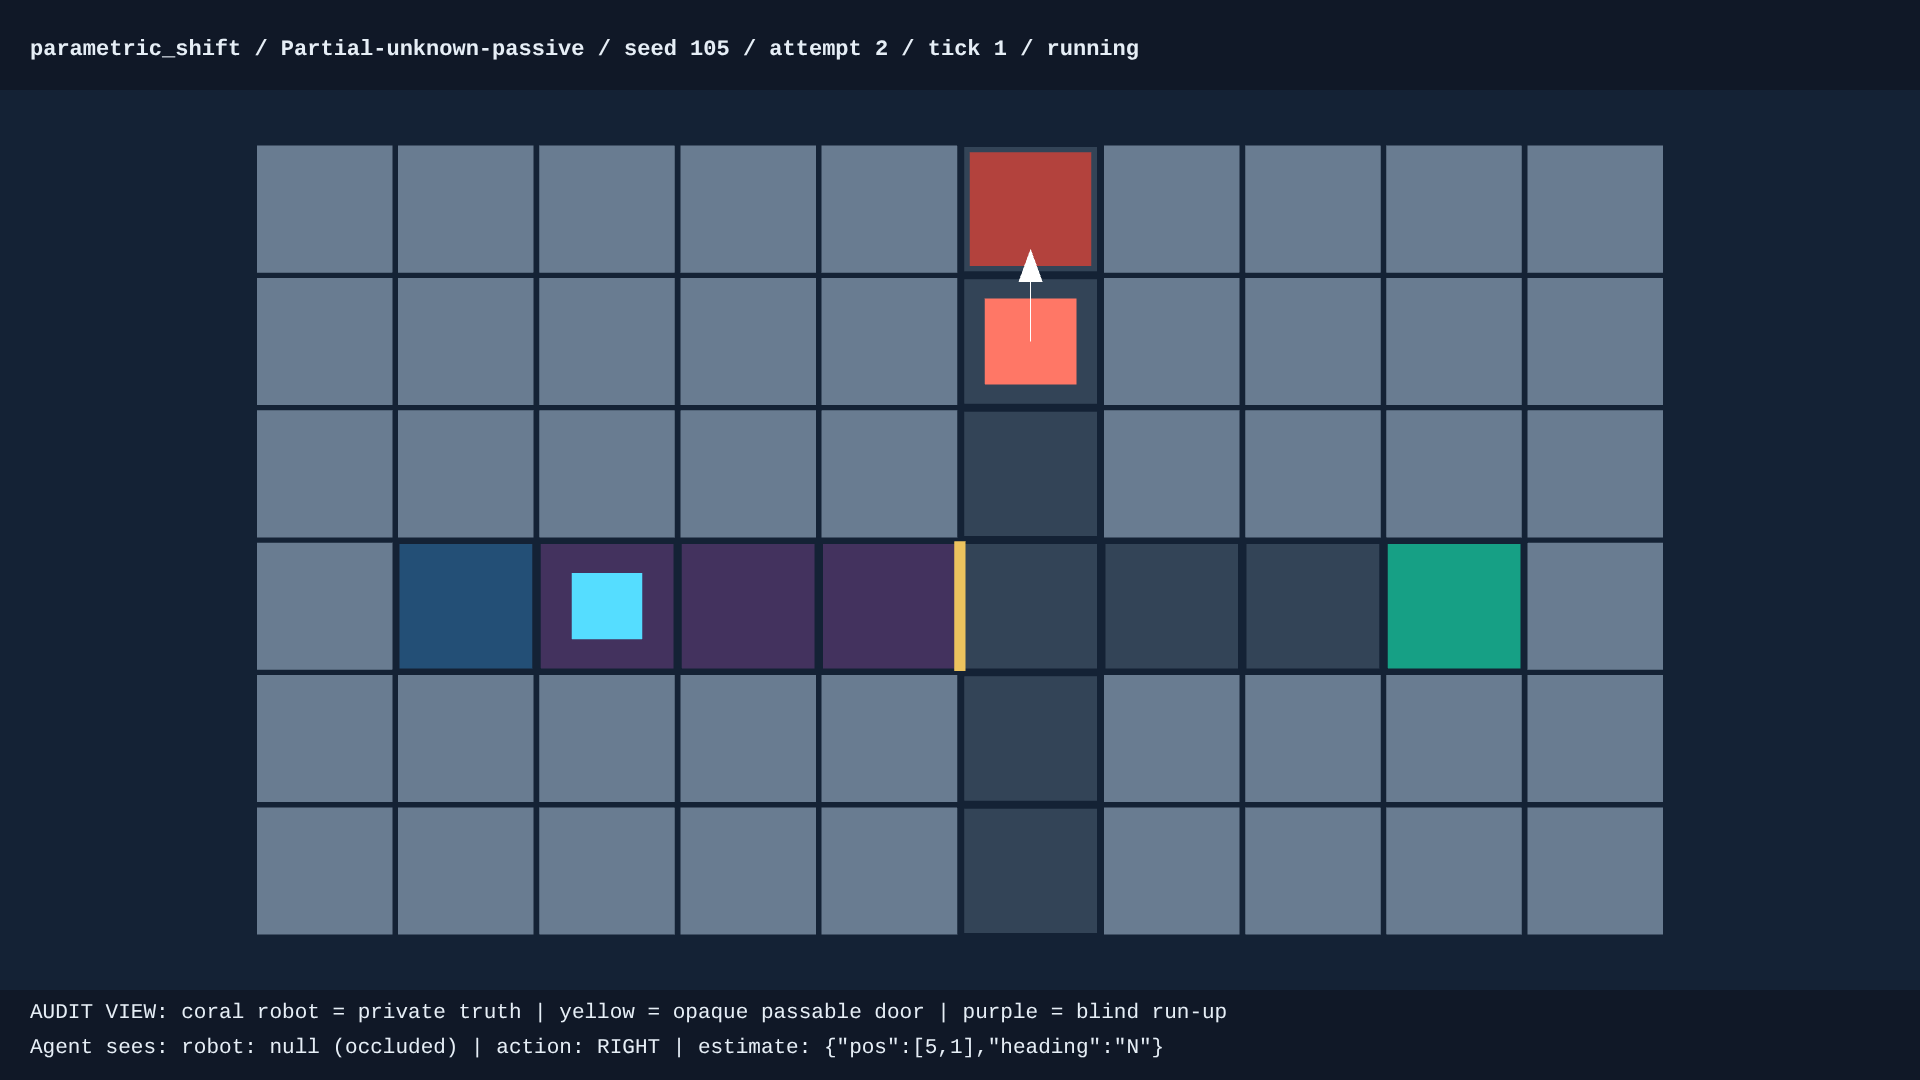 parametric_shift / Partial-unknown-passive / seed 105 / attempt 2 / tick 1 / running
AUDIT VIEW: coral robot = private truth | yellow = opaque passable door | purple = blind run-up
Agent sees: robot: null (occluded) | action: RIGHT | estimate: {"pos":[5,1],"heading":"N"}